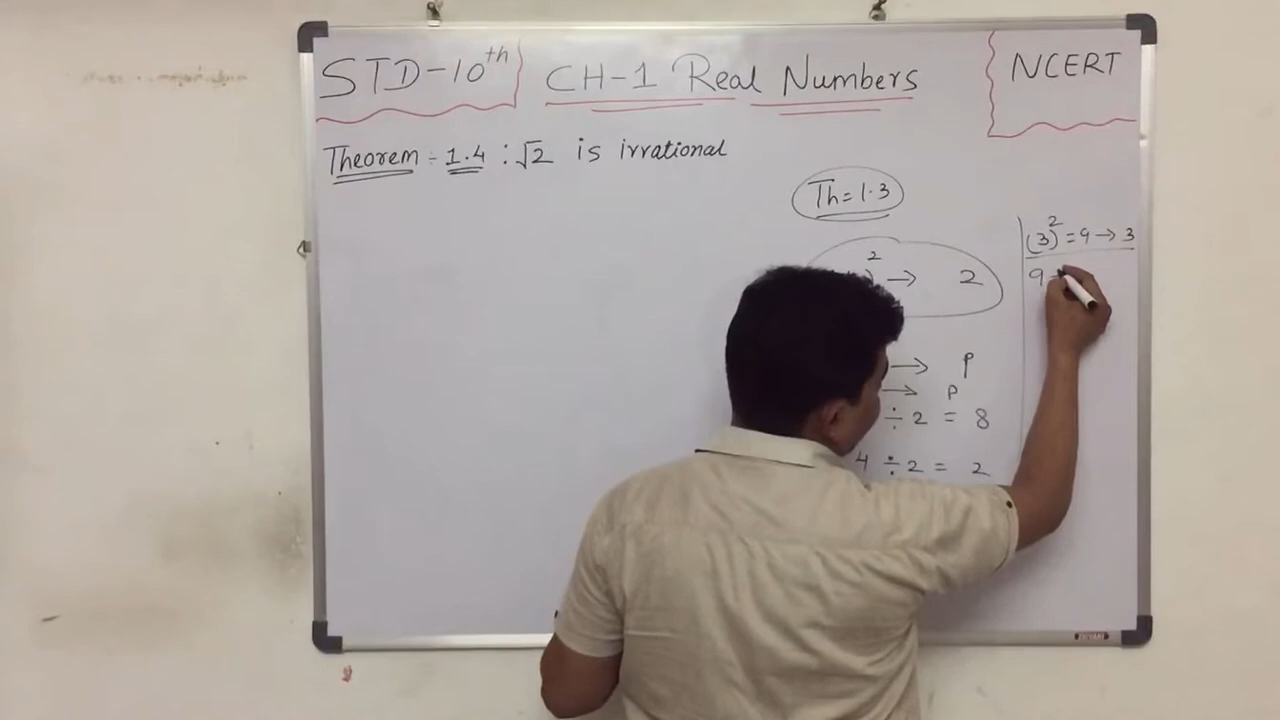 STD-10th CH-1 Real Numbers NCERT
Theorem ÷ 1.4 : √2 is irrational
Th = 1.3
2 → 2
→ P
→ P
÷ 2 = 8
4 ÷ 2 = 2
(3)² = 9 → 3
9